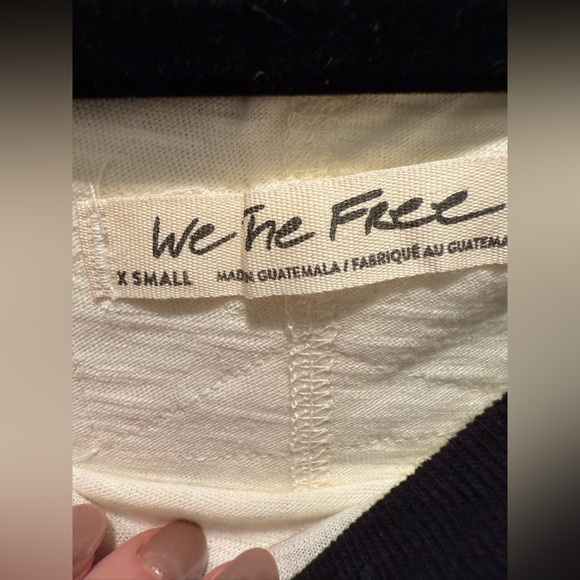 We The Free
X SMALL MADE IN GUATEMALA / FABRIQUÉ AU GUATEMA